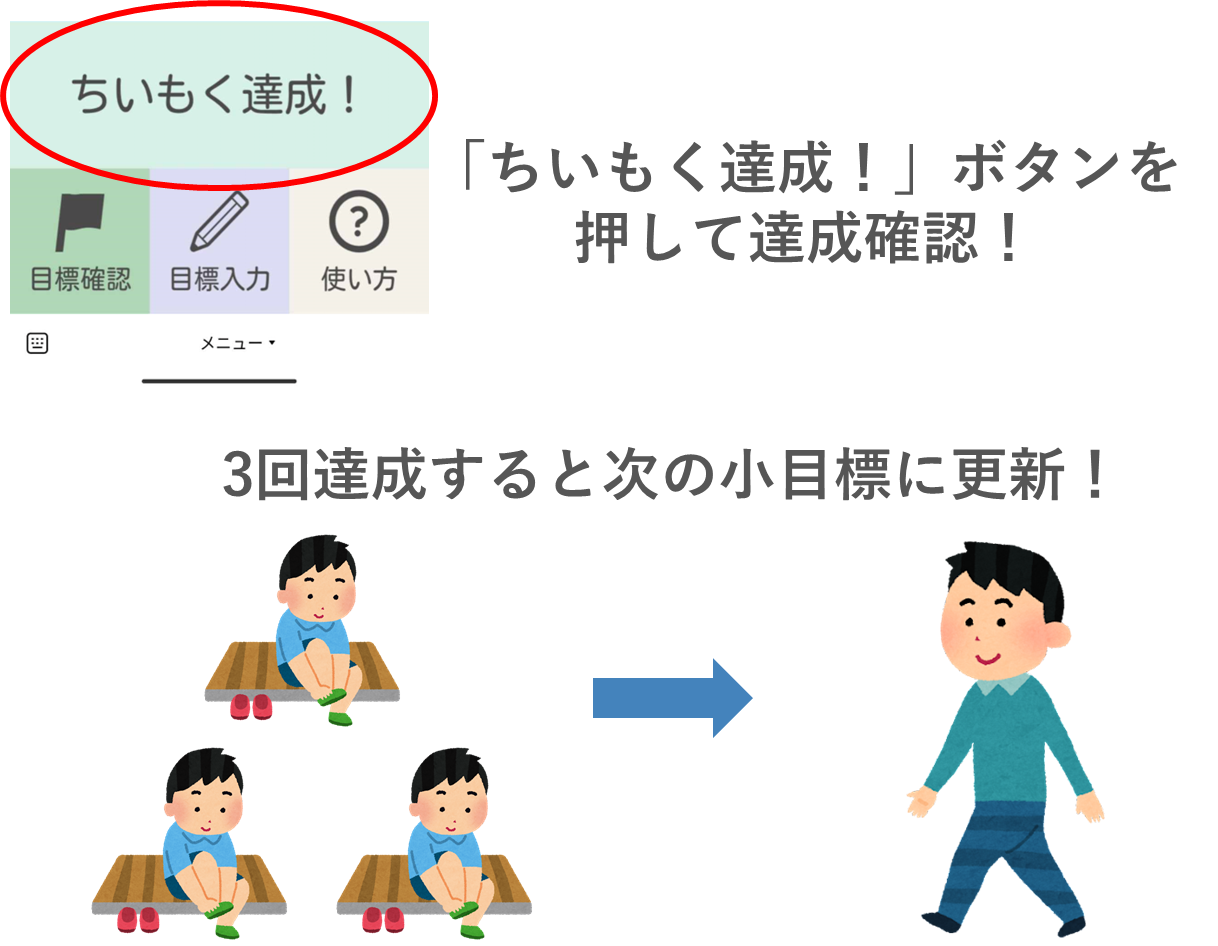 ちいもく達成！
目標確認
目標入力
使い方
メニュー
「ちいもく達成！」ボタンを
押して達成確認！
3回達成すると次の小目標に更新！